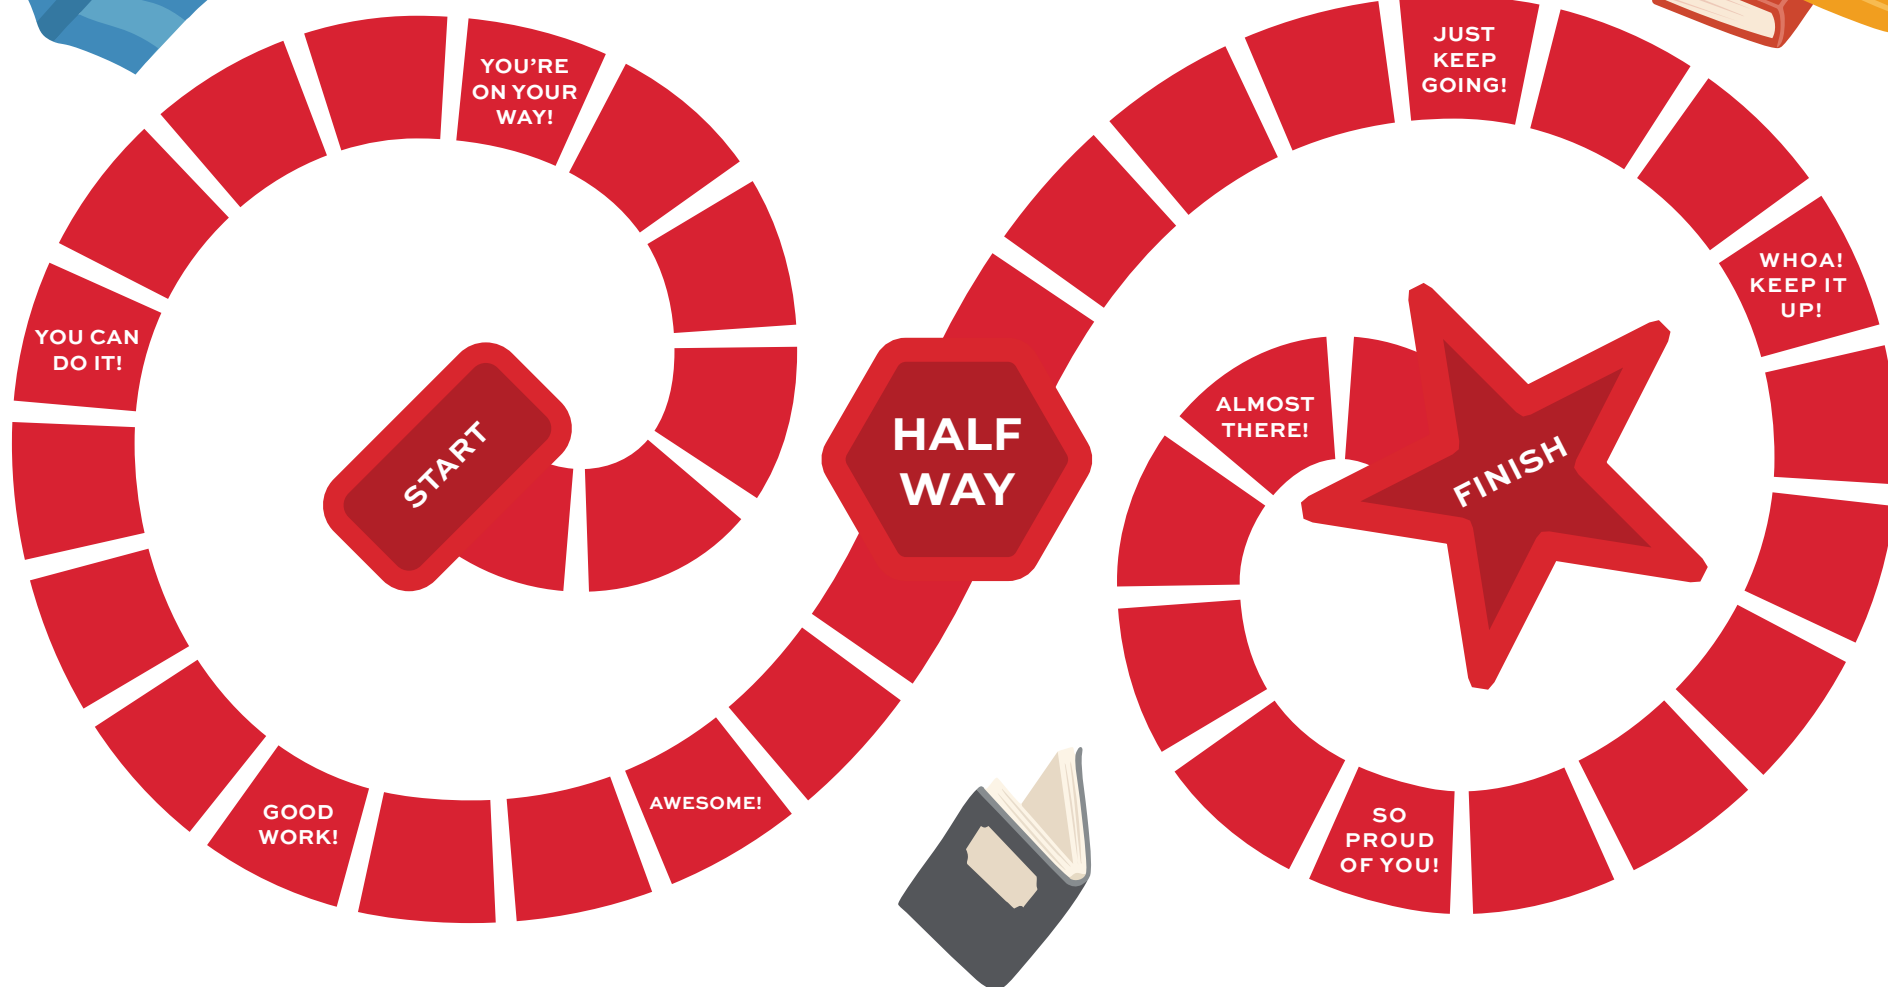 START
YOU'RE
ON YOUR
WAY!
YOU CAN
DO IT!
GOOD
WORK!
AWESOME!
HALF
WAY
JUST
KEEP
GOING!
WHOA!
KEEP IT
UP!
SO
PROUD
OF YOU!
ALMOST
THERE!
FINISH